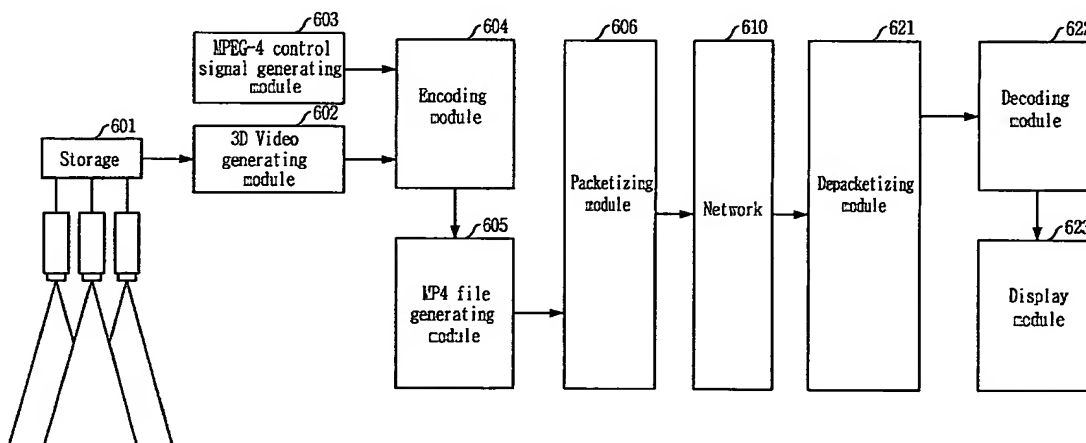 603
MPEG-4 control
signal generating
module
604
Encoding
module
606
Packetizing
module
610
Network
621
Depacketizing
module
622
Decoding
module
601
Storage
602
3D Video
generating
module
605
MP4 file
generating
module
623
Display
module